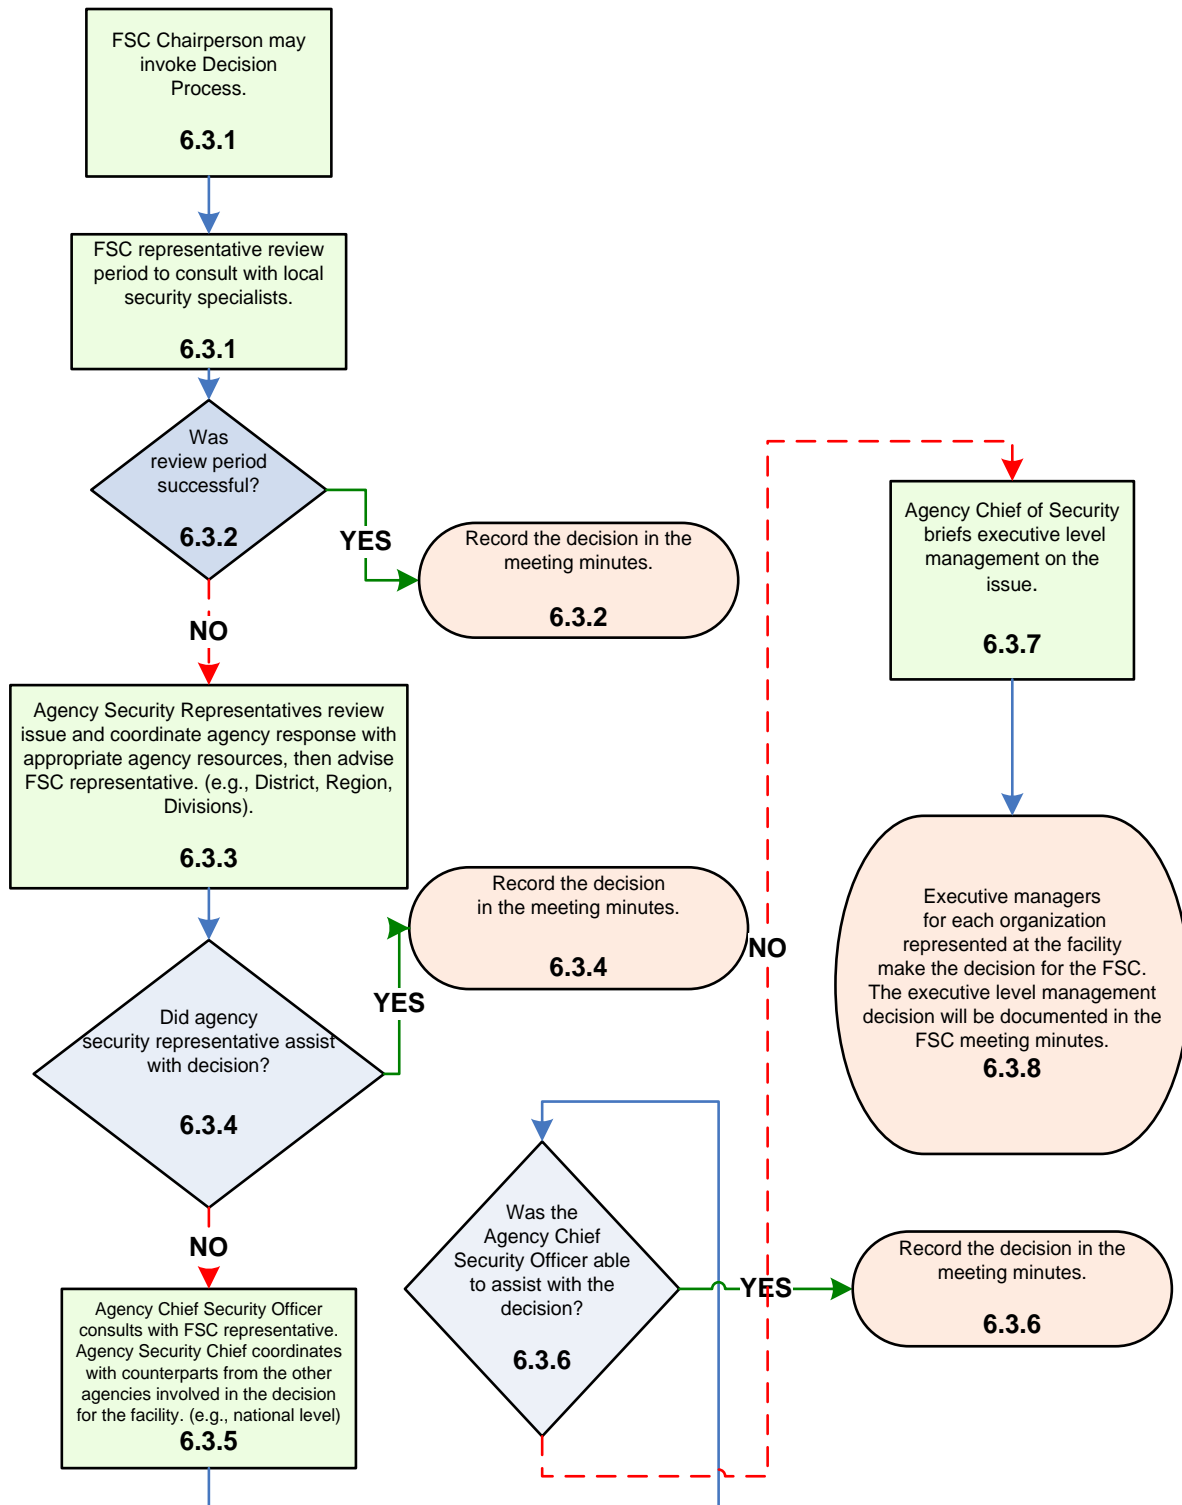 FSC Chairperson may
invoke Decision
Process.
6.3.1
FSC representative review
period to consult with local
security specialists.
6.3.1
Was
review period
successful?
6.3.2
YES
Record the decision in the
meeting minutes.
6.3.2
NO
Agency Security Representatives review
issue and coordinate agency response with
appropriate agency resources, then advise
FSC representative. (e.g., District, Region,
Divisions).
6.3.3
Did agency
security representative assist
with decision?
6.3.4
YES
Record the decision
in the meeting minutes.
6.3.4
NO
Agency Chief Security Officer
consults with FSC representative.
Agency Security Chief coordinates
with counterparts from the other
agencies involved in the decision
for the facility. (e.g., national level)
6.3.5
Was the
Agency Chief
Security Officer able
to assist with the
decision?
6.3.6
YES
Record the decision in the
meeting minutes.
6.3.6
NO
Agency Chief of Security
briefs executive level
management on the
issue.
6.3.7
Executive managers
for each organization
represented at the facility
make the decision for the FSC.
The executive level management
decision will be documented in the
FSC meeting minutes.
6.3.8